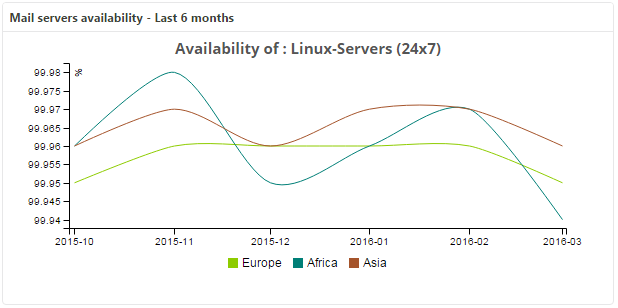 Mail servers availability - Last 6 months
Availability of : Linux-Servers (24x7)
%
99.98
99.975
99.97
99.965
99.96
99.955
99.95
99.945
99.94
2015-10 2015-11 2015-12 2016-01 2016-02 2016-03
Europe Africa Asia